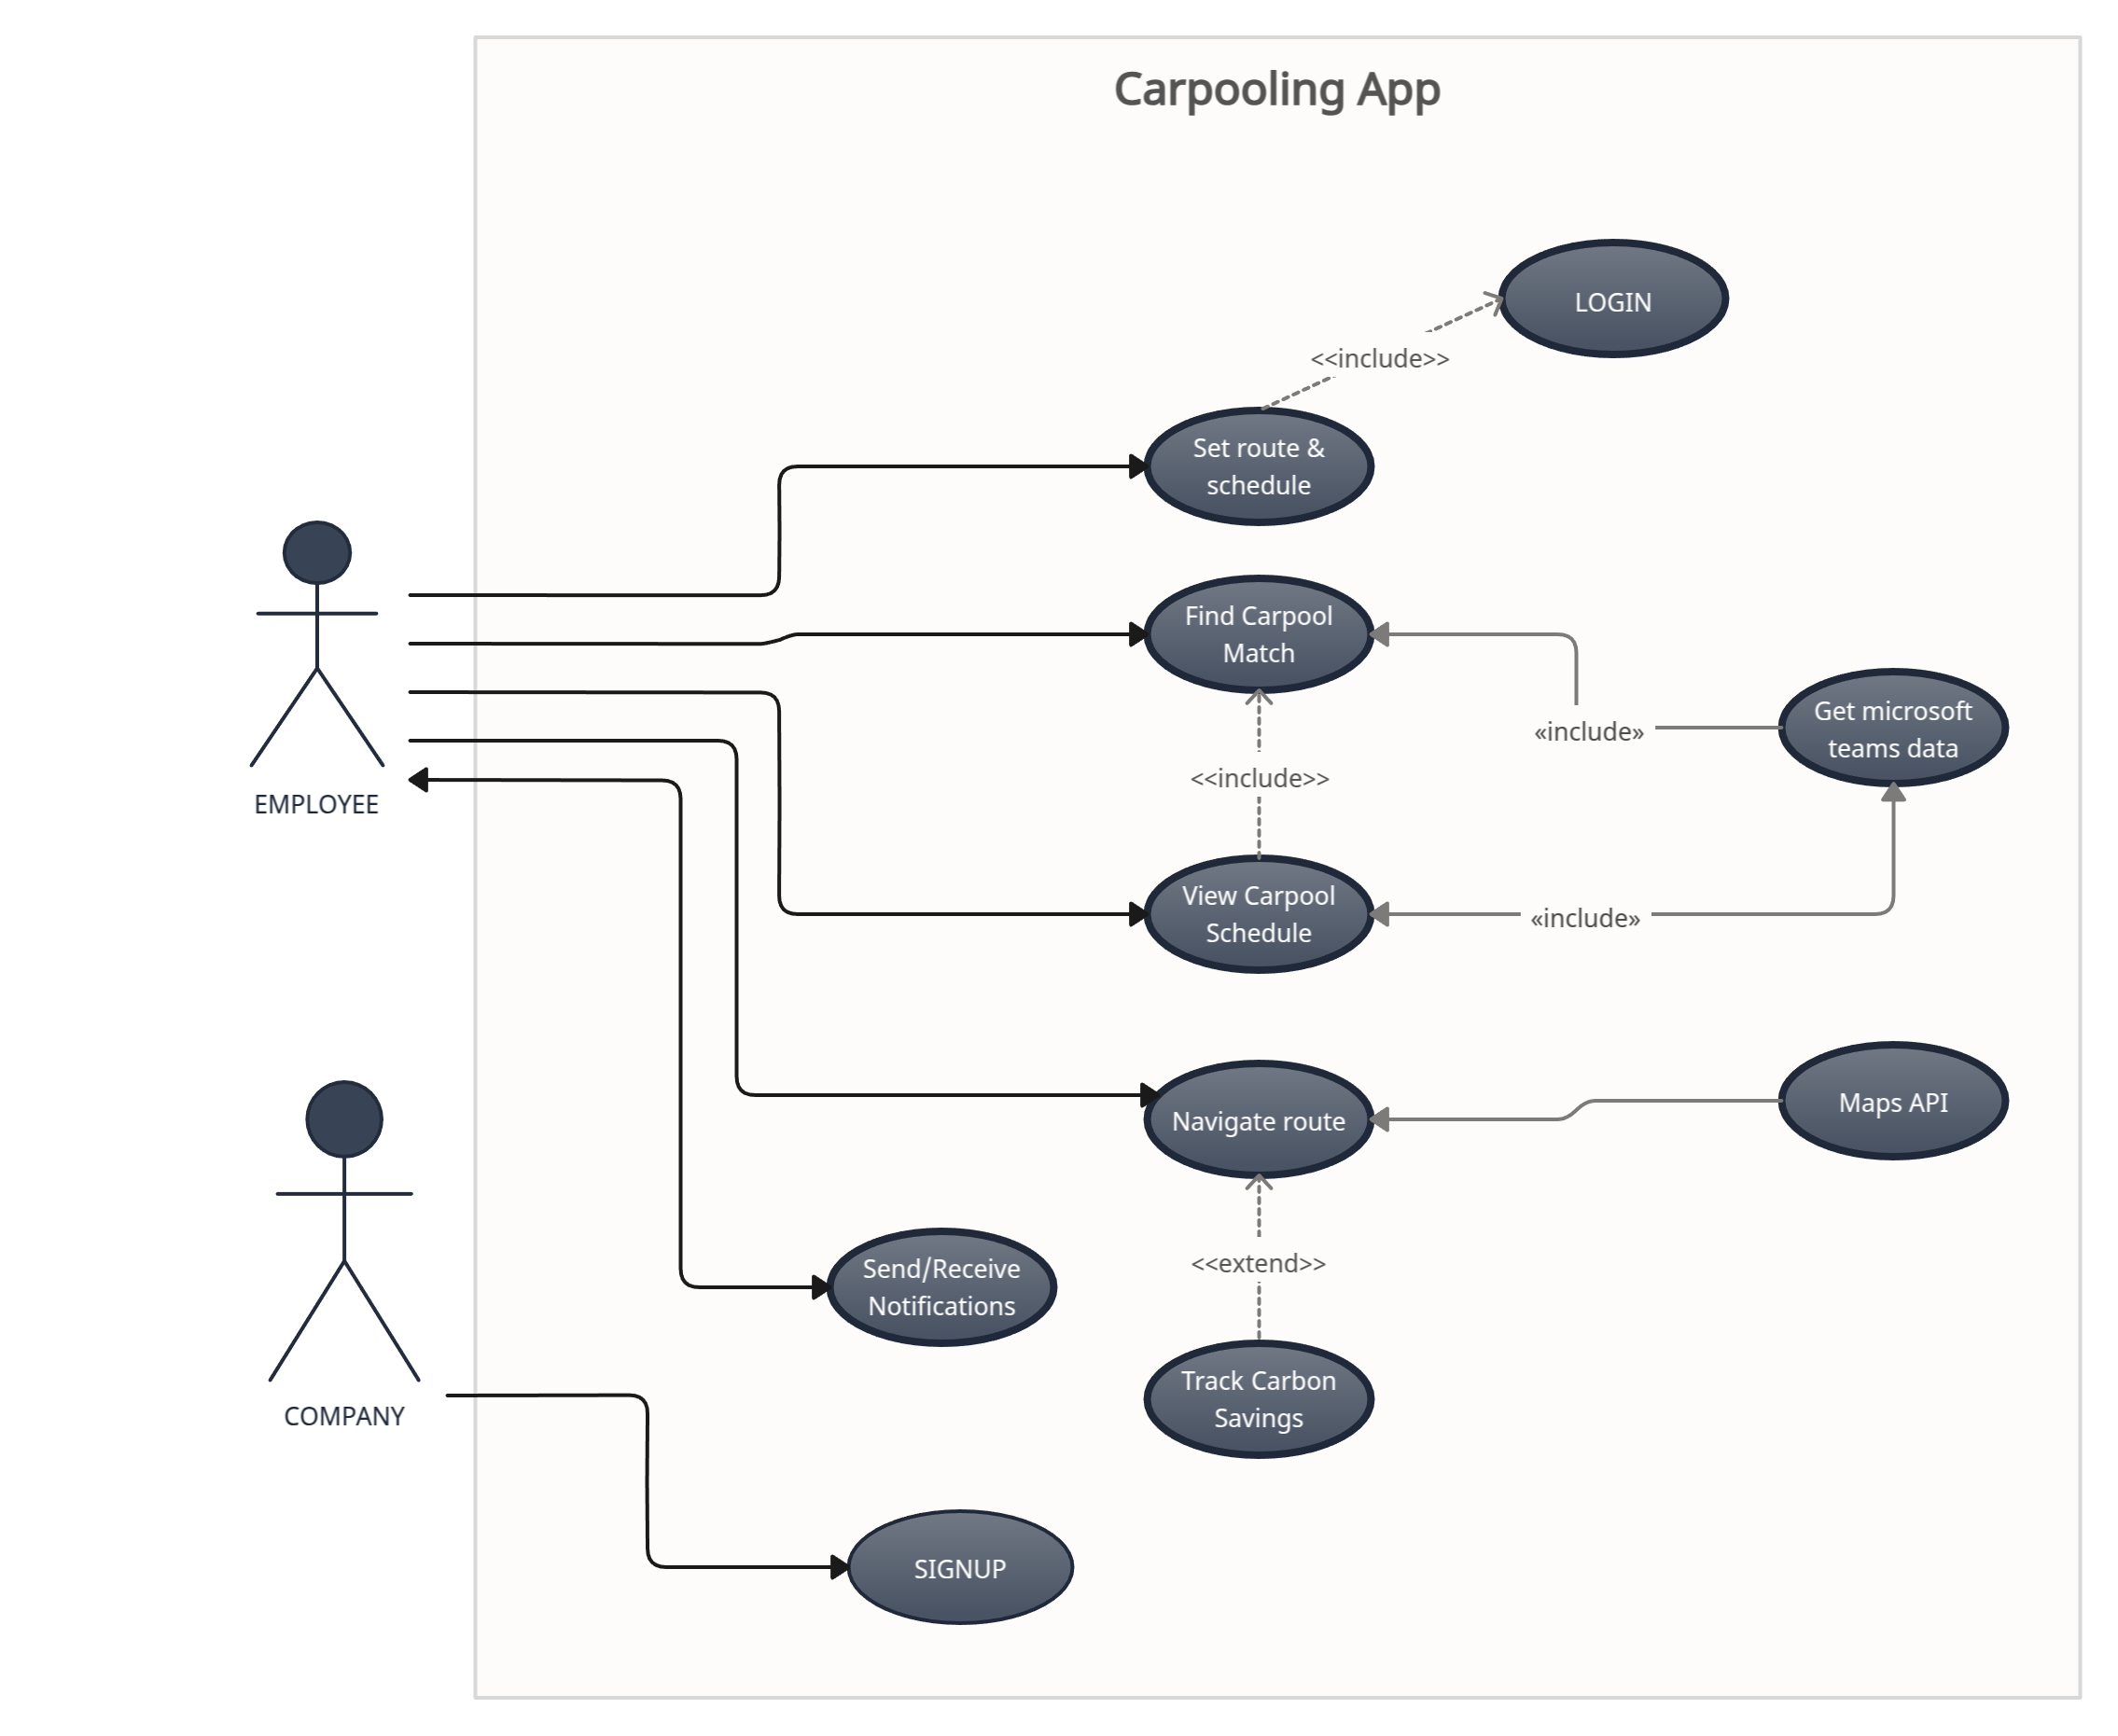 Carpooling App
LOGIN
<<include>>
Set route &
schedule
Find Carpool
Match
Get microsoft
teams data
«include»
<<include>>
EMPLOYEE
View Carpool
Schedule
«include»
Maps API
Navigate route
Send/Receive
Notifications
<<extend>>
Track Carbon
Savings
COMPANY
SIGNUP